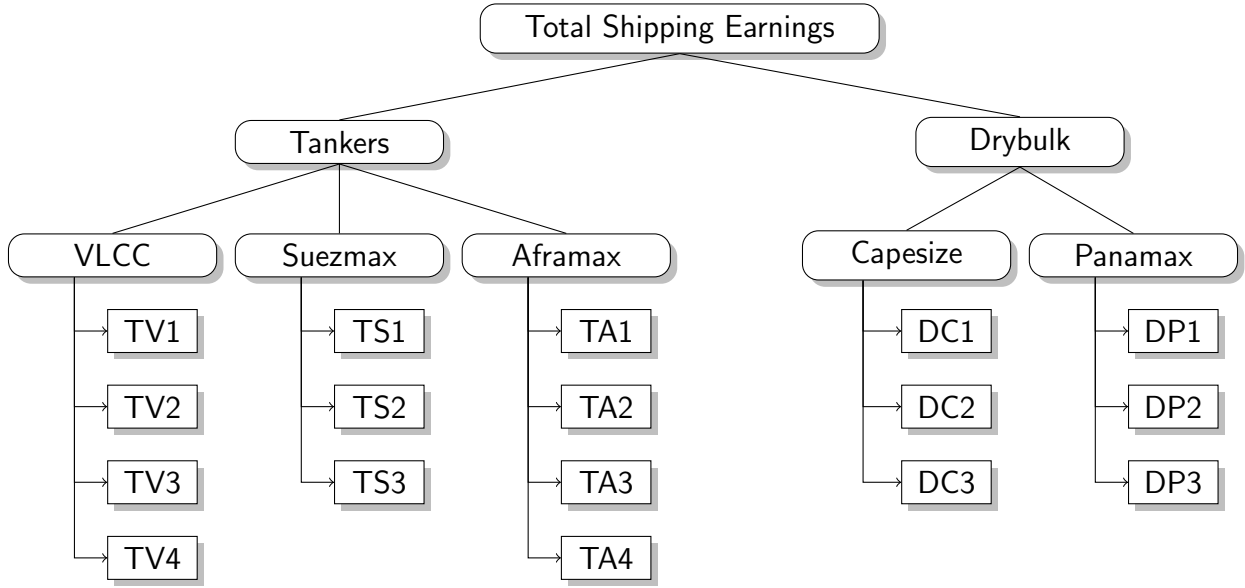 Total Shipping Earnings
Tankers
Drybulk
VLCC
Suezmax
Aframax
Capesize
Panamax
TV1
TS1
TA1
DC1
DP1
TV2
TS2
TA2
DC2
DP2
TV3
TS3
TA3
DC3
DP3
TV4
TA4